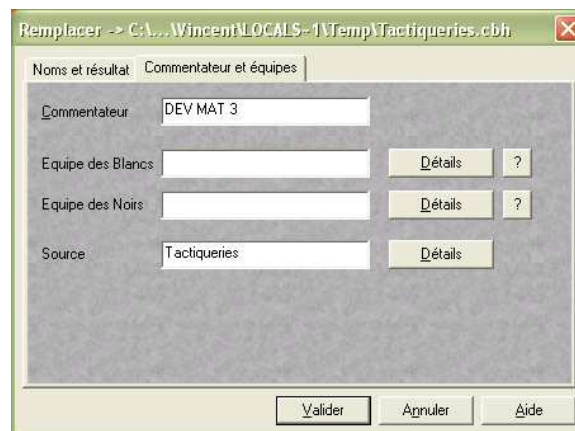 Remplacer -> C:\...\Vincent\LOCALS~1\Temp\Tactiqueries.cbh
Noms et résultat Commentateur et équipes
Commentateur DEV MAT 3
Equipe des Blancs Détails ?
Equipe des Noirs Détails ?
Source Tactiqueries Détails
Valider Annuler Aide